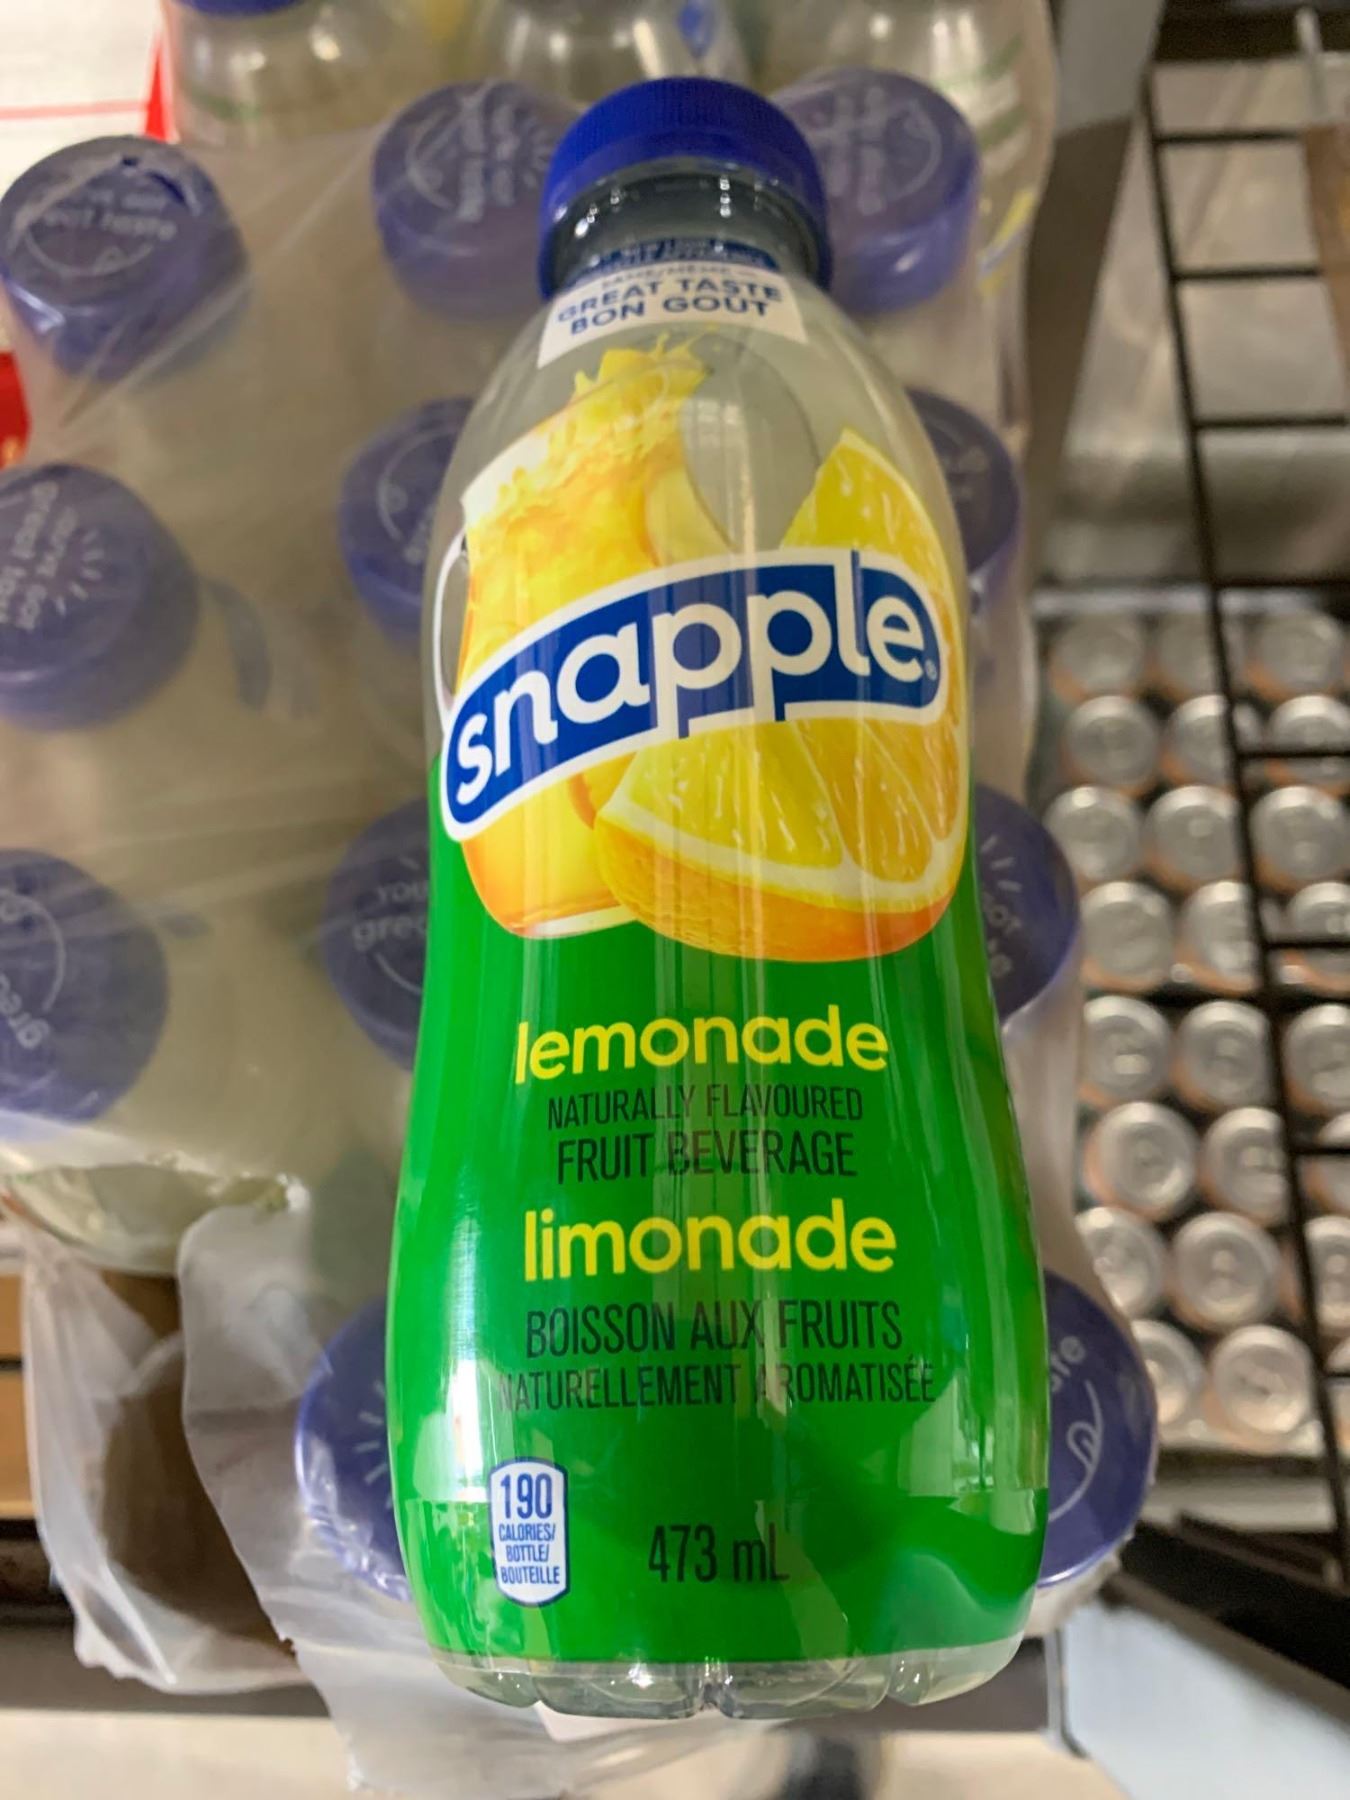 GREAT TASTE
BON GOÛT
snapple
lemonade
NATURALLY FLAVOURED
FRUIT BEVERAGE
limonade
BOISSON AUX FRUITS
NATURELLEMENT AROMATISÉE
190
CALORIES/
BOTTLE/
BOUTEILLE
473 mL